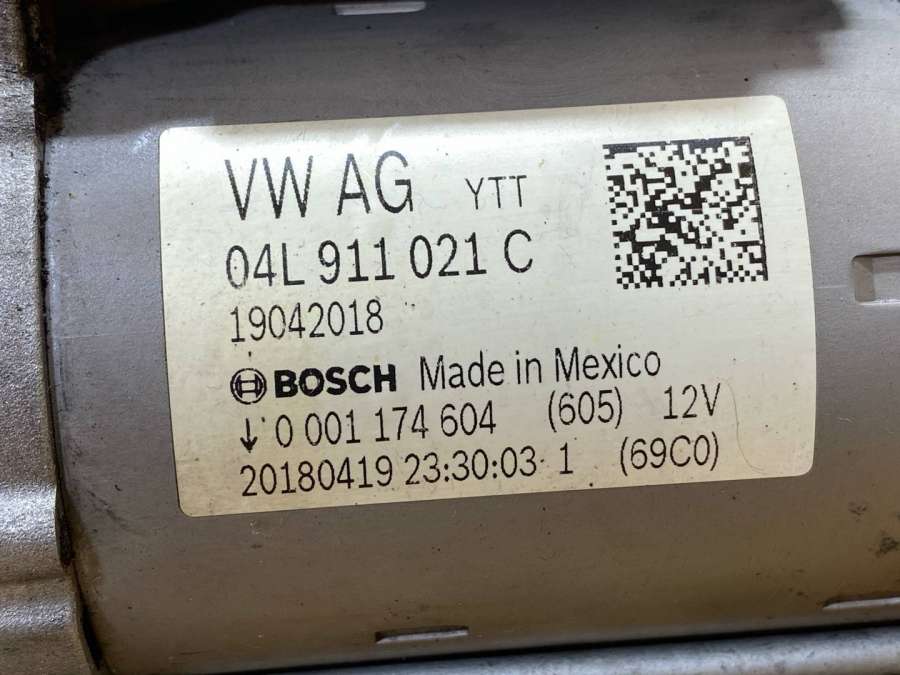 VW AG YTT
04L 911 021 C
19042018
BOSCH Made in Mexico
↓ 0 001 174 604 (605) 12V
20180419 23:30:03 1 (69C0)